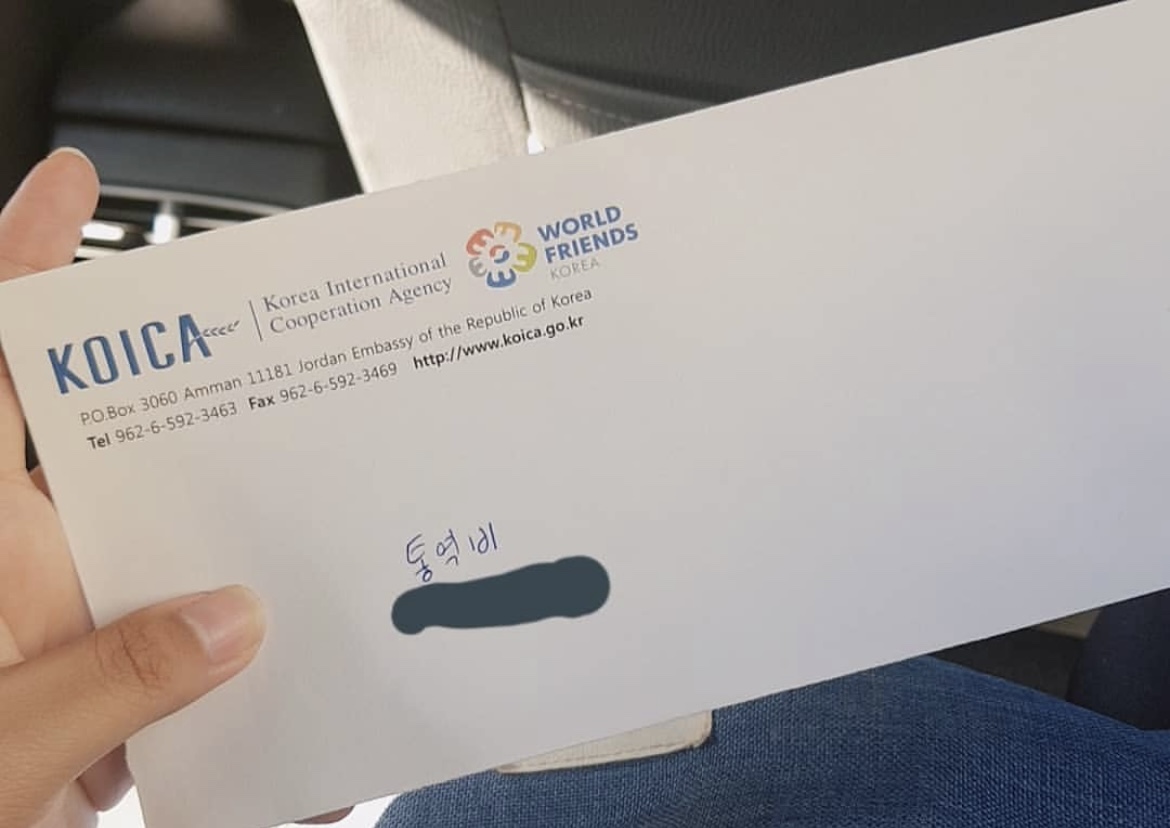 KOICA
Korea International
Cooperation Agency
WORLD
FRIENDS
KOREA
P.O.Box 3060 Amman 11181 Jordan Embassy of the Republic of Korea
Tel 962-6-592-3463 Fax 962-6-592-3469 http://www.koica.go.kr
통역비